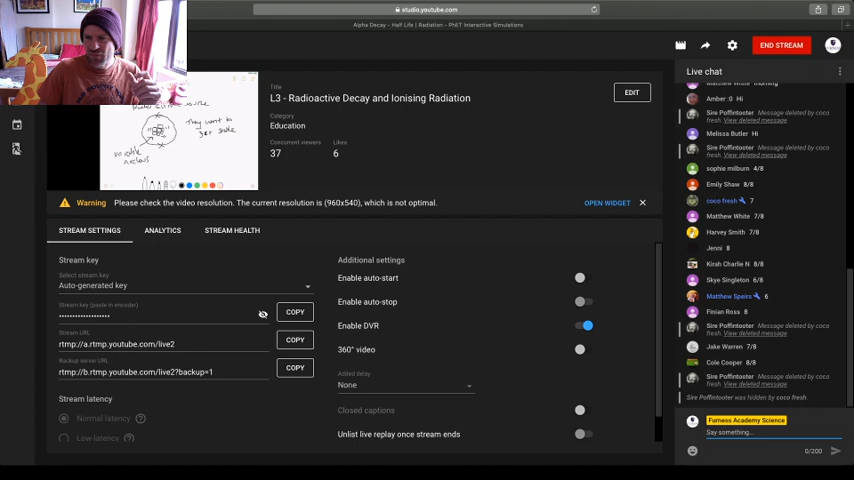 studio.youtube.com
Alpha Decay - Half Life | Radiation - PhET Interactive Simulations
END STREAM
They want to
get stable
unstable
nucleus
Title
L3 - Radioactive Decay and Ionising Radiation
EDIT
Category
Education
Concurrent viewers
Likes
37
6
Warning
Please check the video resolution. The current resolution is (960x540), which is not optimal.
OPEN WIDGET
STREAM SETTINGS
ANALYTICS
STREAM HEALTH
Stream key
Select stream key
Auto-generated key
Stream key (paste in encoder)
••••••••••••••••••••
COPY
Stream URL
rtmp://a.rtmp.youtube.com/live2
COPY
Backup server URL
rtmp://b.rtmp.youtube.com/live2?backup=1
COPY
Stream latency
Normal latency
Low-latency
Additional settings
Enable auto-start
Enable auto-stop
Enable DVR
360° video
Added delay
None
Closed captions
Unlist live replay once stream ends
Live chat
Matthew White morning
Amber :0 Hi
Sire Poffintoster Message deleted by coco
fresh. View deleted message
Melissa Butler Hi
Sire Poffintoster Message deleted by coco
fresh. View deleted message
sophie milburn 4/8
Emily Shaw 8/8
coco fresh 7
Matthew White 7/8
Harvey Smith 7/8
Jenni 8
Kirah Charlie N 8/8
Skye Singleton 6/8
Matthew Speirs 6
Finian Ross 8
Sire Poffintoster Message deleted by coco
fresh. View deleted message
Jake Warren 7/8
Cole Cooper 8/8
Sire Poffintoster Message deleted by coco
fresh. View deleted message
Sire Poffintoster was hidden by coco fresh.
Furness Academy Science
Say something...
0/200